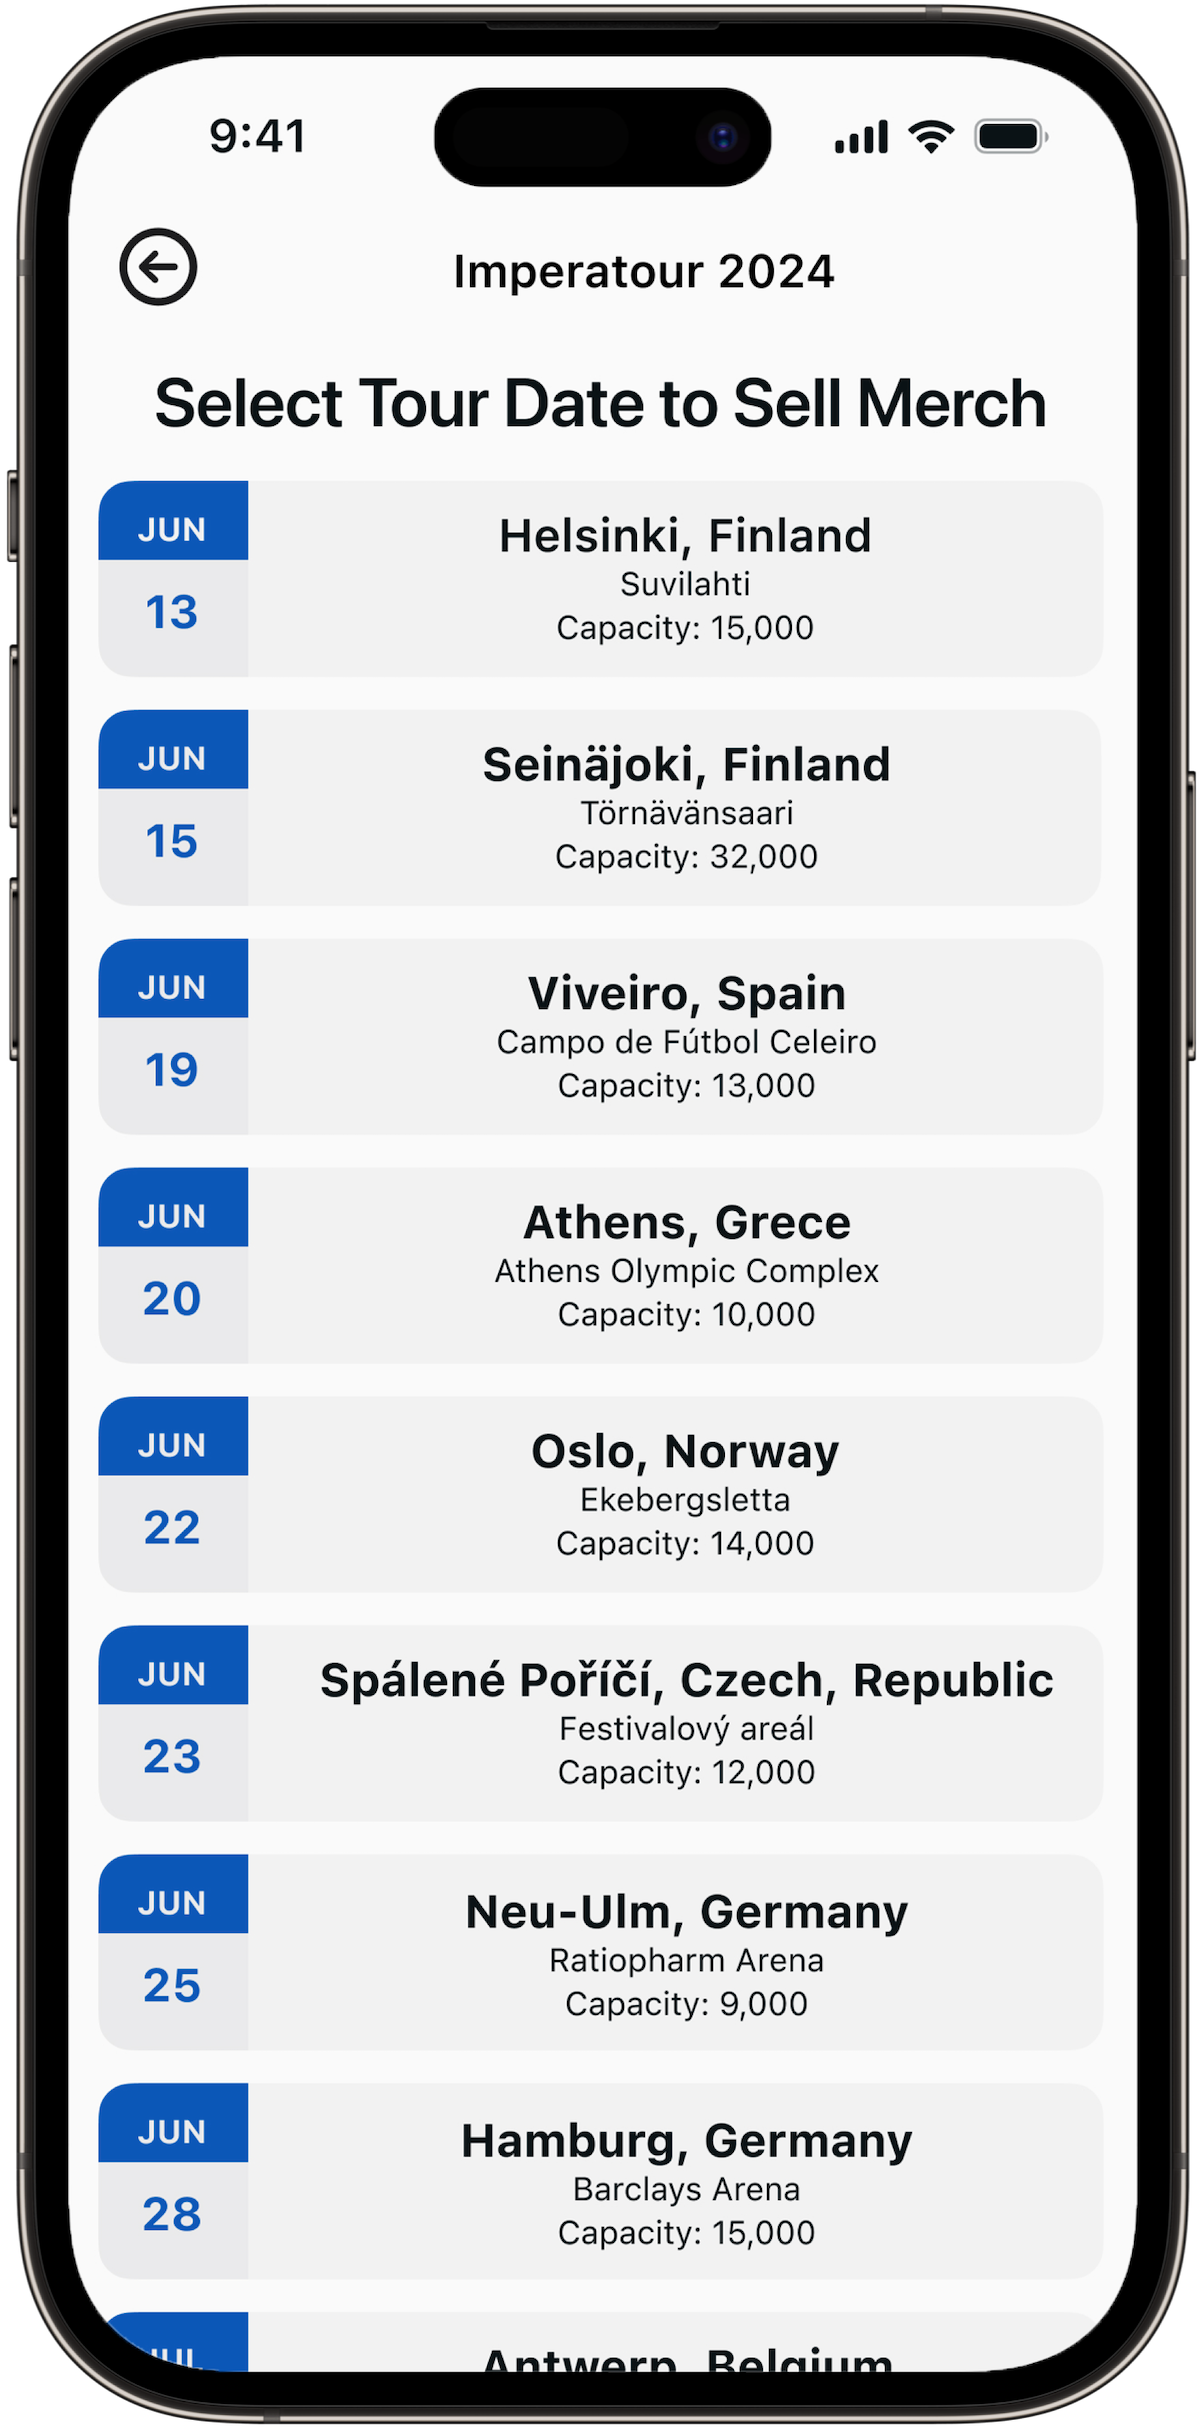 9:41
Imperatour 2024
Select Tour Date to Sell Merch
JUN
13
Helsinki, Finland
Suvilahti
Capacity: 15,000
JUN
15
Seinäjoki, Finland
Törnävänsaari
Capacity: 32,000
JUN
19
Viveiro, Spain
Campo de Fútbol Celeiro
Capacity: 13,000
JUN
20
Athens, Grece
Athens Olympic Complex
Capacity: 10,000
JUN
22
Oslo, Norway
Ekebergsletta
Capacity: 14,000
JUN
23
Spálené Poříčí, Czech, Republic
Festivalový areál
Capacity: 12,000
JUN
25
Neu-Ulm, Germany
Ratiopharm Arena
Capacity: 9,000
JUN
28
Hamburg, Germany
Barclays Arena
Capacity: 15,000
JUL
Antwerp, Belgium